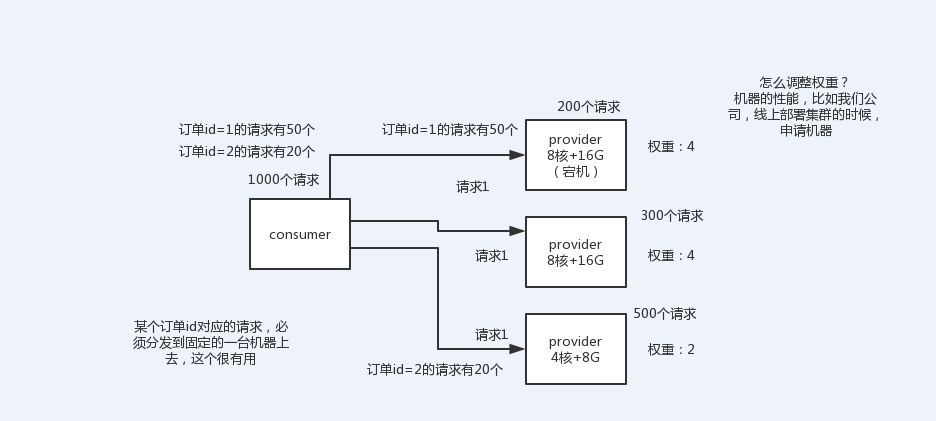 怎么调整权重？
机器的性能，比如我们公
司，线上部署集群的时候，
申请机器
200个请求
订单id=1的请求有50个
订单id=1的请求有50个
订单id=2的请求有20个
provider
8核+16G
（宕机）
权重：4
1000个请求
请求1
consumer
300个请求
provider
8核+16G
请求1
权重：4
500个请求
某个订单id对应的请求，必
须分发到固定的一台机器上
去，这个很有用
请求1
provider
4核+8G
权重：2
订单id=2的请求有20个